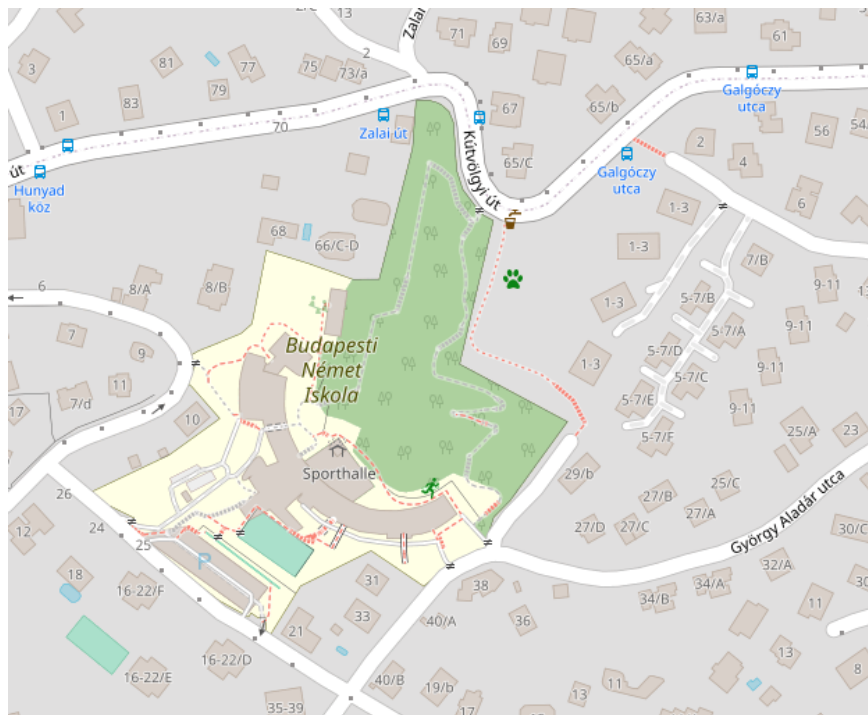 13
2
Zalai
71
69
63/a
61
3
81
77
75
73/a
65/a
79
83
1
70
67
65/b
Galgóczy
utca
56
Zalai út
2
4
65/C
Kútvölgyi út
út
Hunyad
köz
Galgóczy
utca
1-3
6
68
66/C-D
1-3
7/B
6
8/A
8/B
1-3
5-7/B
9-11
13
7
5-7/A
9-11
9
Budapesti
Német
Iskola
1-3
5-7/D
5-7/C
11
17
7/d
10
5-7/E
9-11
5-7/F
23
25/A
Sporthalle
29/b
26
25/C
27/B
24
12
25
27/D
27/C
27/A
György Aladár utca
30/C
P
18
16-22/F
31
32/A
38
34/A
34/B
11
33
40/A
36
21
16-22/D
16-22/E
40/B
19/b
13
11
8
35-39
17